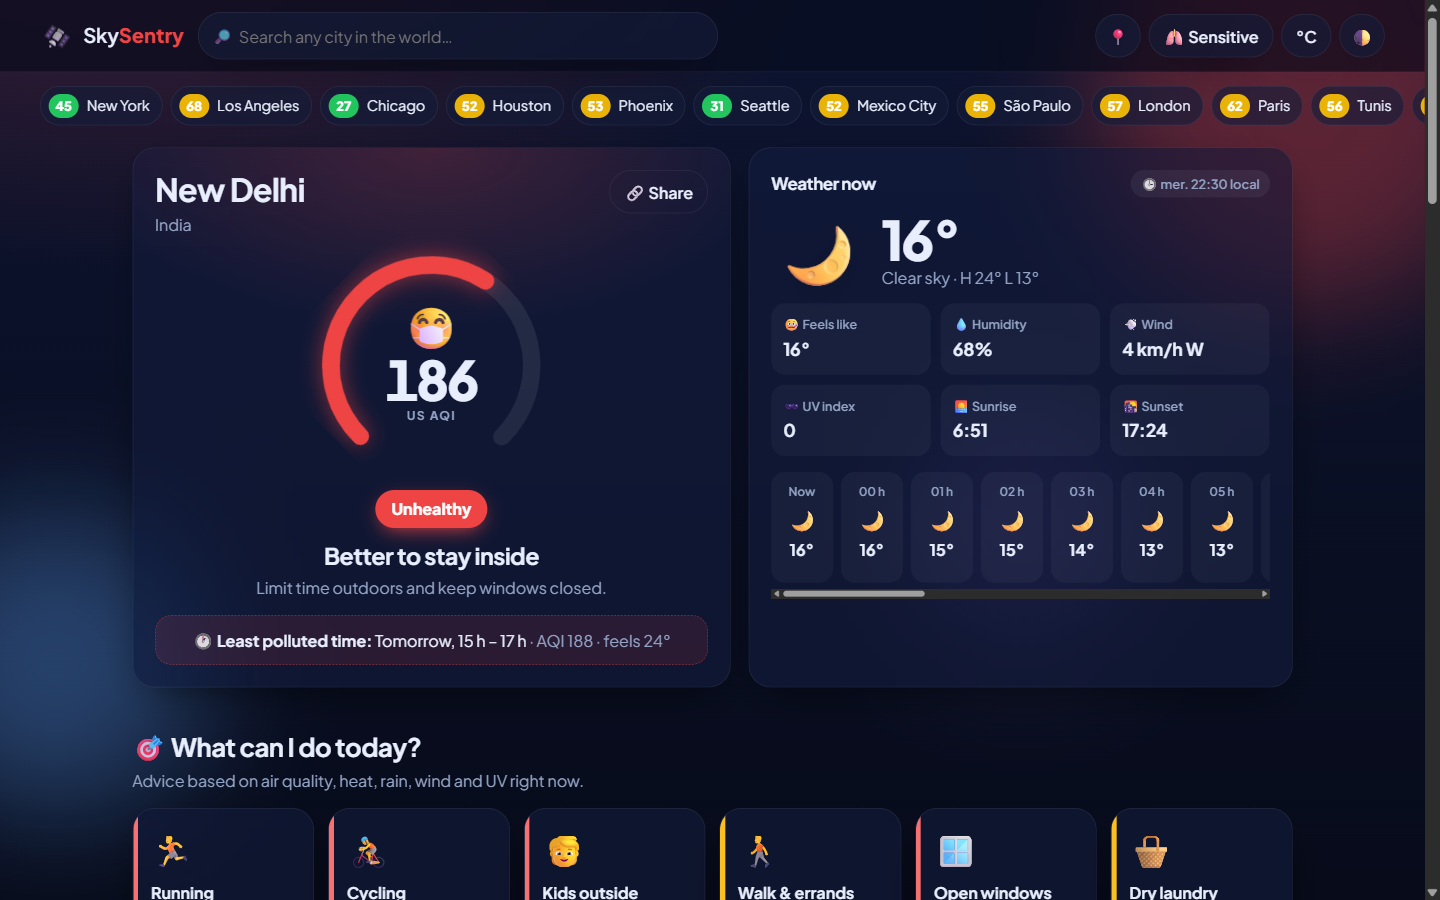 SkySentry
Search any city in the world...
Sensitive
°C
45 New York
68 Los Angeles
27 Chicago
52 Houston
53 Phoenix
31 Seattle
52 Mexico City
55 São Paulo
57 London
62 Paris
56 Tunis
New Delhi
India
Share
186
US AQI
Unhealthy
Better to stay inside
Limit time outdoors and keep windows closed.
Least polluted time: Tomorrow, 15 h – 17 h · AQI 188 · feels 24°
Weather now
mer. 22:30 local
16°
Clear sky · H 24° L 13°
Feels like
16°
Humidity
68%
Wind
4 km/h W
UV index
0
Sunrise
6:51
Sunset
17:24
Now 00 h 01 h 02 h 03 h 04 h 05 h
16° 16° 15° 15° 14° 13° 13°
What can I do today?
Advice based on air quality, heat, rain, wind and UV right now.
Running
Cycling
Kids outside
Walk & errands
Open windows
Dry laundry